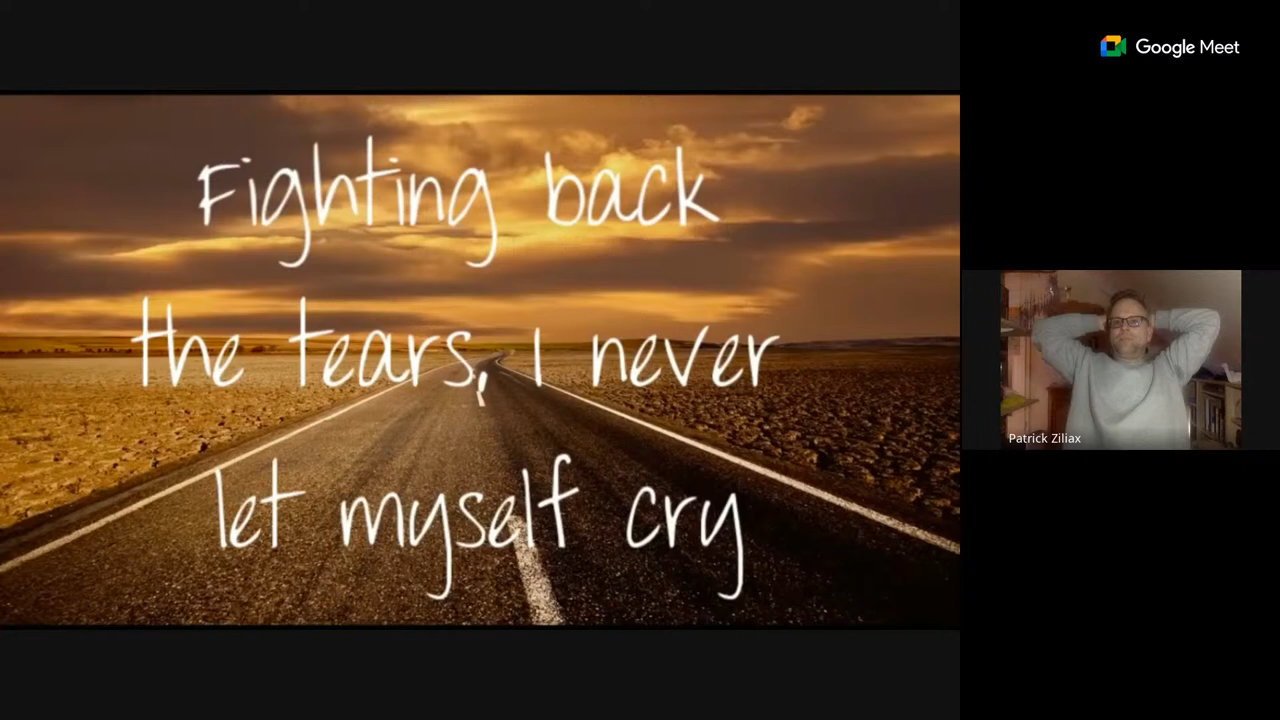 Google Meet
Fighting back
the tears, I never
let myself cry
Patrick Ziliax